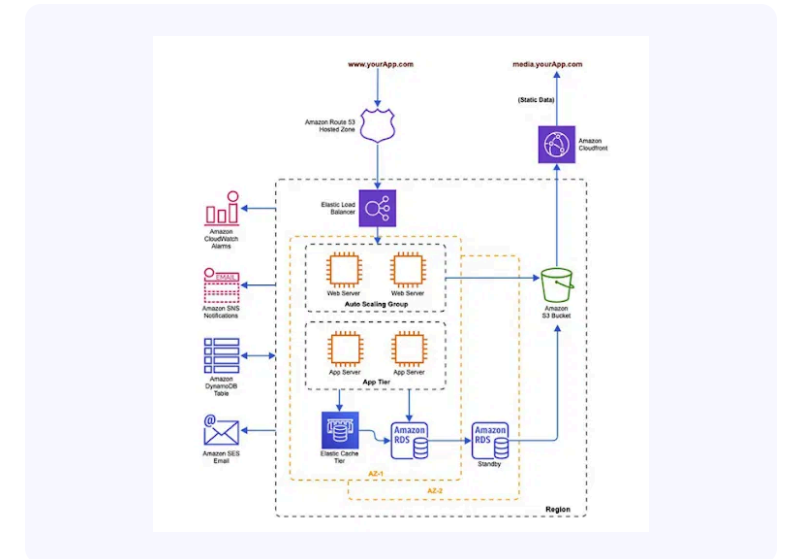 www.yourApp.com
media.yourApp.com
(Static Data)
Amazon Route 53
Hosted Zone
Amazon
Cloudfront
Elastic Load
Balancer
Amazon
CloudWatch
Alarms
Web Server
Web Server
Auto Scaling Group
EMAIL
Amazon SNS
Notifications
Amazon
S3 Bucket
App Server
App Server
App Tier
Amazon
DynamoDB
Table
@
Amazon SES
Email
Elastic Cache
Tier
Amazon
RDS
Amazon
RDS
Standby
AZ-1
AZ-2
Region